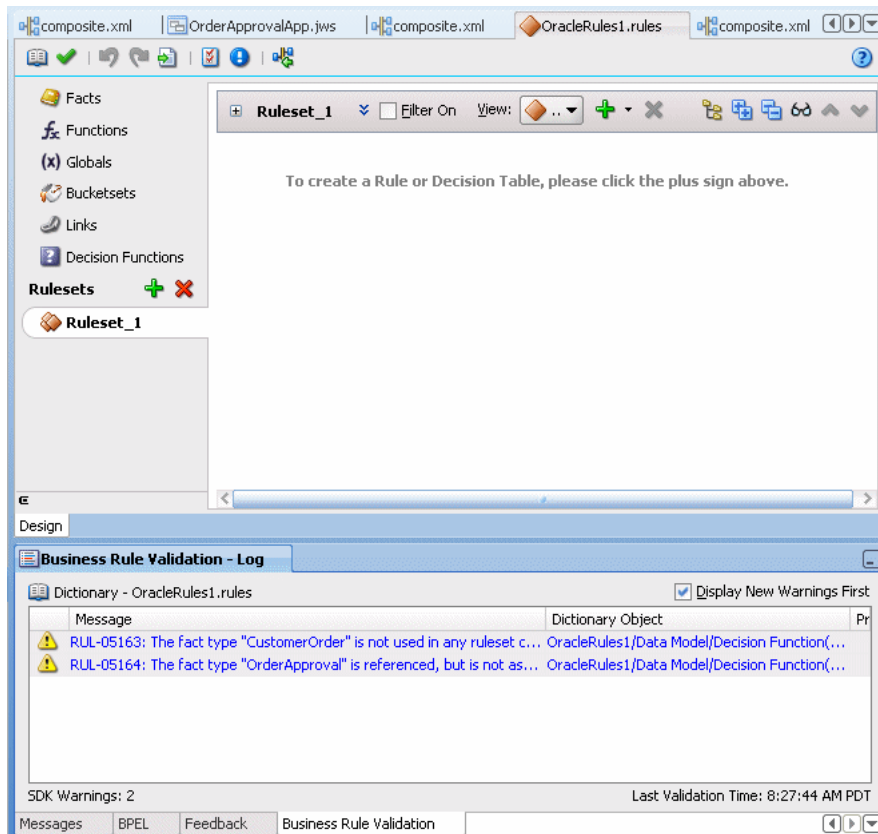 composite.xml OrderApprovalApp.jws composite.xml OracleRules1.rules composite.xml
Facts
Ruleset_1 Filter On View: ..
Functions
(x) Globals
To create a Rule or Decision Table, please click the plus sign above.
Bucketsets
Links
Decision Functions
Rulesets
Ruleset_1
Design
Business Rule Validation - Log
Dictionary - OracleRules1.rules Display New Warnings First
Message Dictionary Object Pr
RUL-05163: The fact type "CustomerOrder" is not used in any ruleset c... OracleRules1/Data Model/Decision Function(...
RUL-05164: The fact type "OrderApproval" is referenced, but is not as... OracleRules1/Data Model/Decision Function(...
SDK Warnings: 2 Last Validation Time: 8:27:44 AM PDT
Messages BPEL Feedback Business Rule Validation